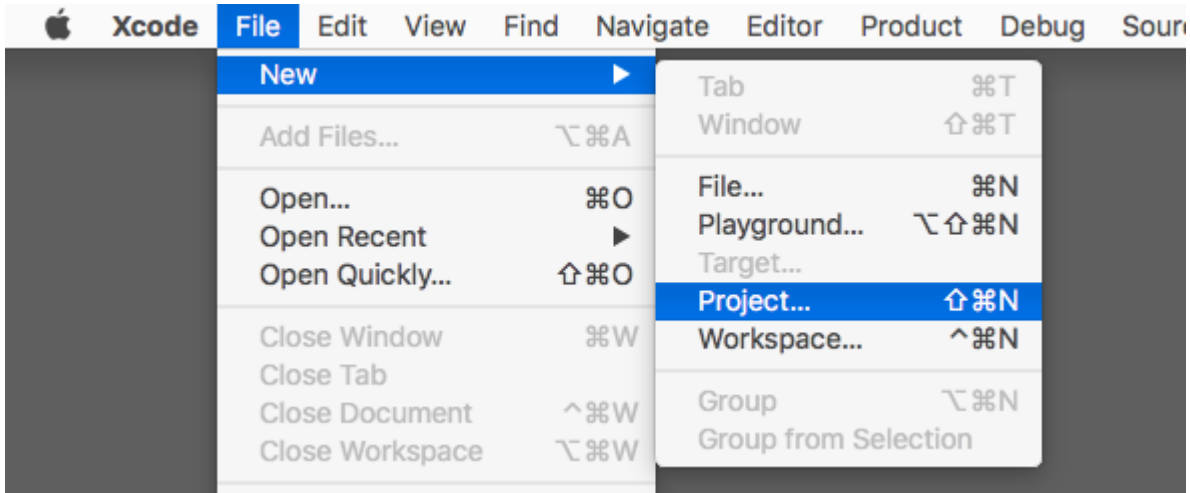 Xcode File Edit View Find Navigate Editor Product Debug
New ▶
Add Files... ⌥⌘A
Open... ⌘O
Open Recent ▶
Open Quickly... ⇧⌘O
Close Window ⌘W
Close Tab
Close Document ^⌘W
Close Workspace ⌥⌘W
Tab ⌘T
Window ⇧⌘T
File... ⌘N
Playground... ⌥⇧⌘N
Target...
Project... ⇧⌘N
Workspace... ^⌘N
Group ⌥⌘N
Group from Selection